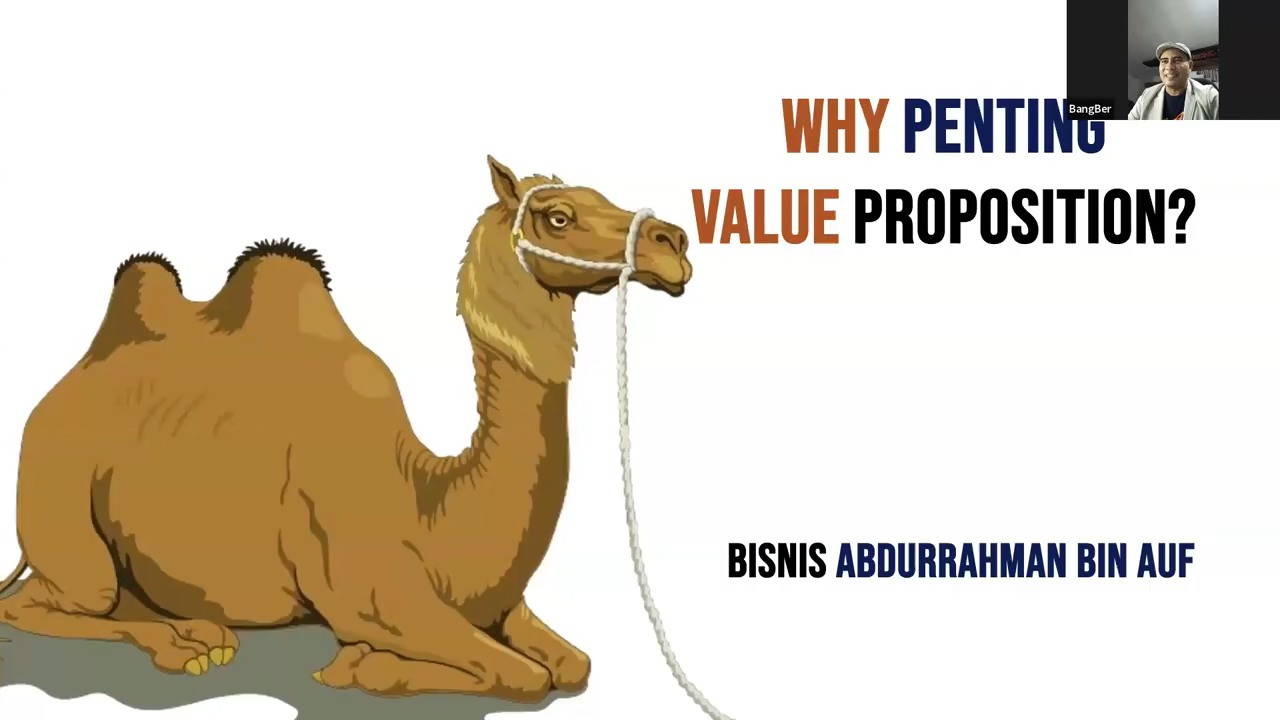 BangBer
WHY PENTING
VALUE PROPOSITION?
BISNIS ABDURRAHMAN BIN AUF